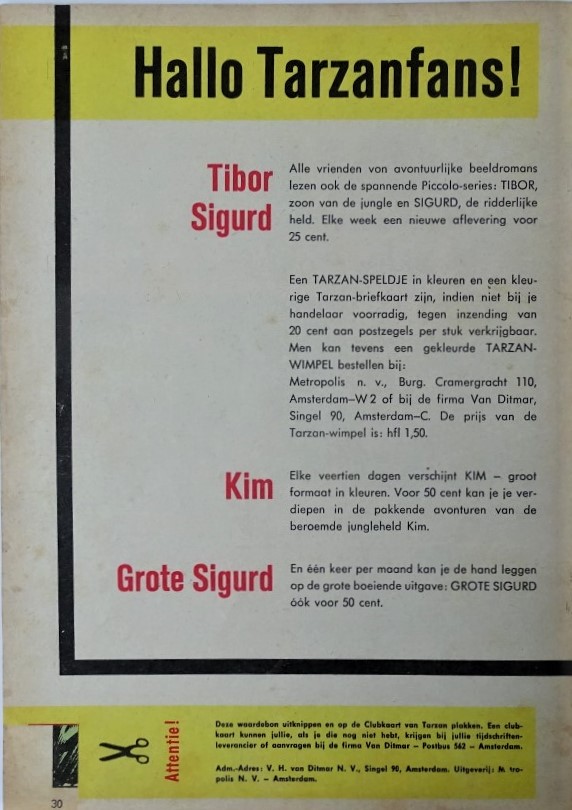 Hallo Tarzanfans!
Tibor
Sigurd
Alle vrienden van avontuurlijke beeldromans
lezen ook de spannende Piccolo-series: TIBOR,
zoon van de jungle en SIGURD, de ridderlijke
held. Elke week een nieuwe aflevering voor
25 cent.
Een TARZAN-SPELDJE in kleuren en een kleu-
rige Tarzan-briefkaart zijn, indien niet bij je
handelaar voorradig, tegen inzending van
20 cent aan postzegels per stuk verkrijgbaar.
Men kan tevens een gekleurde TARZAN-
WIMPEL bestellen bij:
Metropolis n. v., Burg. Cramergracht 110,
Amsterdam–W 2 of bij de firma Van Ditmar,
Singel 90, Amsterdam–C. De prijs van de
Tarzan-wimpel is: hfl 1,50.
Kim
Elke veertien dagen verschijnt KIM – groot
formaat in kleuren. Voor 50 cent kan je je ver-
diepen in de pakkende avonturen van de
beroemde jungleheld Kim.
Grote Sigurd
En één keer per maand kan je de hand leggen
op de grote boeiende uitgave: GROTE SIGURD
óók voor 50 cent.
Attentie!
Deze waardebon uitknippen en op de Clubkaart van Tarzan plakken. Een club-
kaart kunnen jullie, als je die nog niet hebt, krijgen bij jullie tijdschriften-
leverancier of aanvragen bij de firma Van Ditmar – Postbus 562 – Amsterdam.
Adm.-Adres: V. H. van Ditmar N. V., Singel 90, Amsterdam. Uitgeverij: M tro-
polis N. V. – Amsterdam.
30